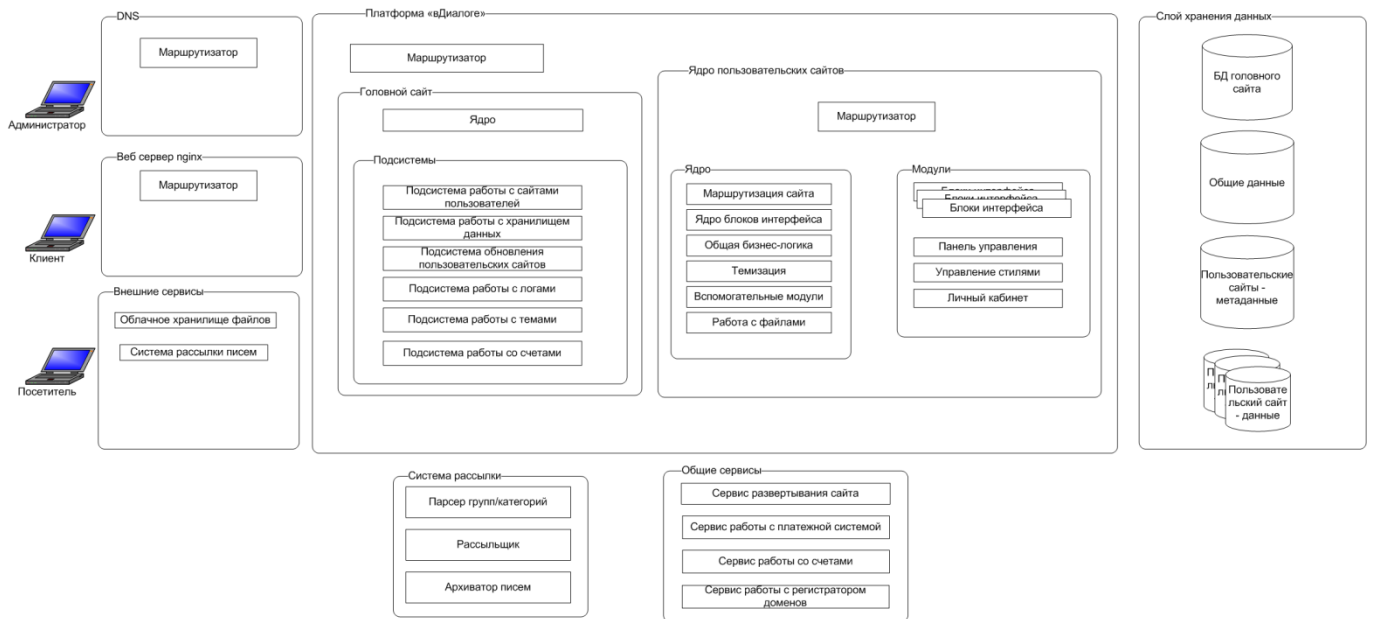 DNS
Маршрутизатор
Администратор
Веб сервер nginx
Маршрутизатор
Клиент
Внешние сервисы
Облачное хранилище файлов
Система рассылки писем
Посетитель
Платформа «вДиалоге»
Маршрутизатор
Головной сайт
Ядро
Подсистемы
Подсистема работы с сайтами
пользователей
Подсистема работы с хранилищем
данных
Подсистема обновления
пользовательских сайтов
Подсистема работы с логами
Подсистема работы с темами
Подсистема работы со счетами
Ядро пользовательских сайтов
Маршрутизатор
Ядро
Маршрутизация сайта
Ядро блоков интерфейса
Общая бизнес-логика
Темизация
Вспомогательные модули
Работа с файлами
Модули
Блоки интерфейса
Блоки интерфейса
Блоки интерфейса
Панель управления
Управление стилями
Личный кабинет
Слой хранения данных
БД головного
сайта
Общие данные
Пользовательские
сайты -
метаданные
Пользовате
льский сайт
- данные
Система рассылки
Парсер групп/категорий
Рассыльщик
Архиватор писем
Общие сервисы
Сервис развертывания сайта
Сервис работы с платежной системой
Сервис работы со счетами
Сервис работы с регистратором
доменов